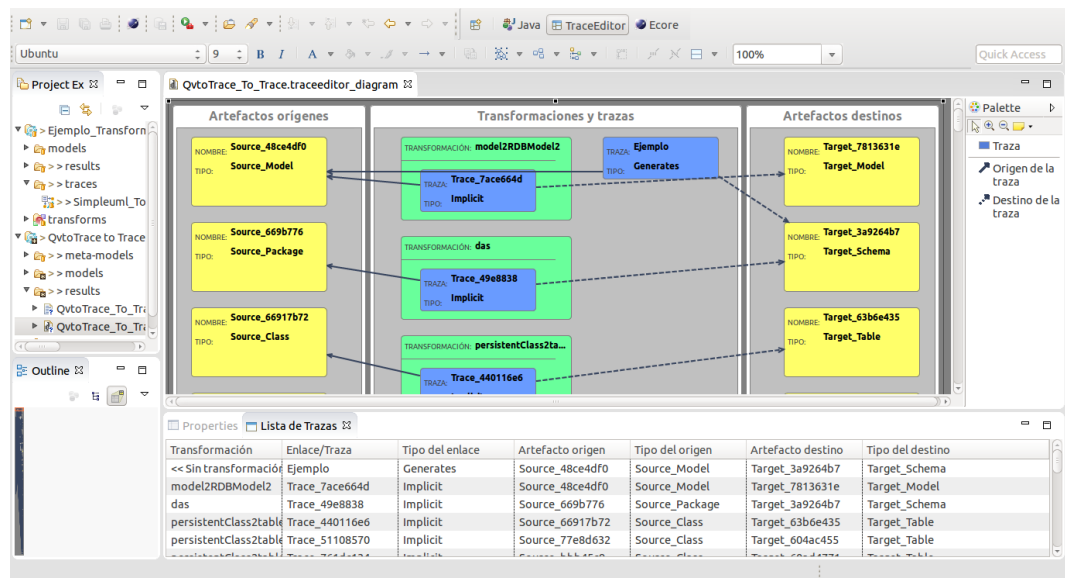 Java TraceEditor Ecore
Ubuntu 9 B I A 100% Quick Access
Project Ex
> Ejemplo_Transform
models
> > results
> > traces
> > Simpleuml_To
transforms
> QvtoTrace to Trace
> > meta-models
> > models
> > results
QvtoTrace_To_Tra
QvtoTrace_To_Tra
Outline
QvtoTrace_To_Trace.traceeditor_diagram
Artefactos orígenes
NOMBRE: Source_48ce4df0
TIPO: Source_Model
NOMBRE: Source_669b776
TIPO: Source_Package
NOMBRE: Source_66917b72
TIPO: Source_Class
Transformaciones y trazas
TRANSFORMACIÓN: model2RDBModel2
TRAZA: Trace_7ace664d
TIPO: Implicit
TRAZA: Ejemplo
TIPO: Generates
TRANSFORMACIÓN: das
TRAZA: Trace_49e8838
TIPO: Implicit
TRANSFORMACIÓN: persistentClass2ta...
TRAZA: Trace_440116e6
Artefactos destinos
NOMBRE: Target_7813631e
TIPO: Target_Model
NOMBRE: Target_3a9264b7
TIPO: Target_Schema
NOMBRE: Target_63b6e435
TIPO: Target_Table
Palette
Traza
Origen de la
traza
Destino de la
traza
Properties Lista de Trazas
Transformación Enlace/Traza Tipo del enlace Artefacto origen Tipo del origen Artefacto destino Tipo del destino
<< Sin transformación Ejemplo Generates Source_48ce4df0 Source_Model Target_3a9264b7 Target_Schema
model2RDBModel2 Trace_7ace664d Implicit Source_48ce4df0 Source_Model Target_7813631e Target_Model
das Trace_49e8838 Implicit Source_669b776 Source_Package Target_3a9264b7 Target_Schema
persistentClass2table Trace_440116e6 Implicit Source_66917b72 Source_Class Target_63b6e435 Target_Table
persistentClass2table Trace_51108570 Implicit Source_77e8d632 Source_Class Target_604ac455 Target_Table